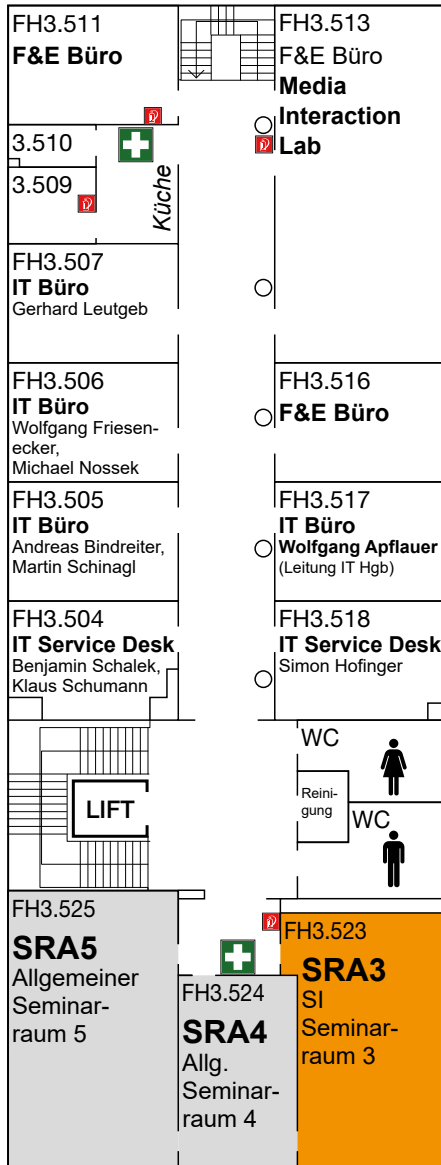 FH3.511
F&E Büro
FH3.513
F&E Büro
Media
Interaction
Lab
3.510
3.509
Küche
FH3.507
IT Büro
Gerhard Leutgeb
FH3.506
IT Büro
Wolfgang Friesen-
ecker,
Michael Nossek
FH3.516
F&E Büro
FH3.505
IT Büro
Andreas Bindreiter,
Martin Schinagl
FH3.517
IT Büro
Wolfgang Apflauer
(Leitung IT Hgb)
FH3.504
IT Service Desk
Benjamin Schalek,
Klaus Schumann
FH3.518
IT Service Desk
Simon Hofinger
LIFT
WC
Reini-
gung
WC
FH3.525
SRA5
Allgemeiner
Seminar-
raum 5
FH3.524
SRA4
Allg.
Seminar-
raum 4
FH3.523
SRA3
SI
Seminar-
raum 3